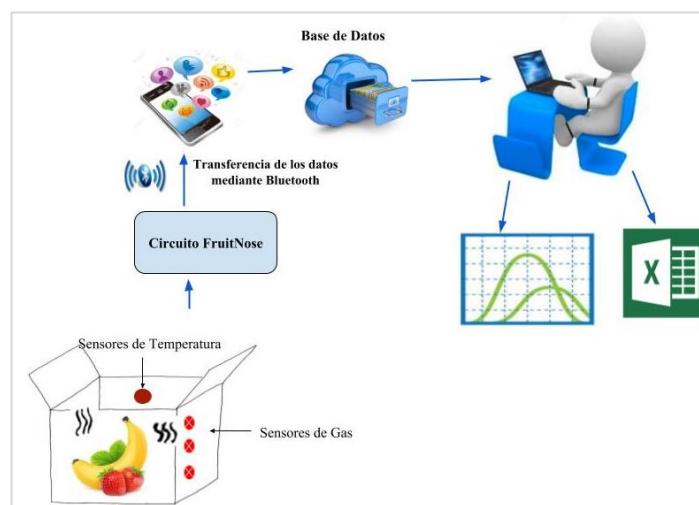 Base de Datos
Transferencia de los datos
mediante Bluetooth
Circuito FruitNose
X
Sensores de Temperatura
Sensores de Gas